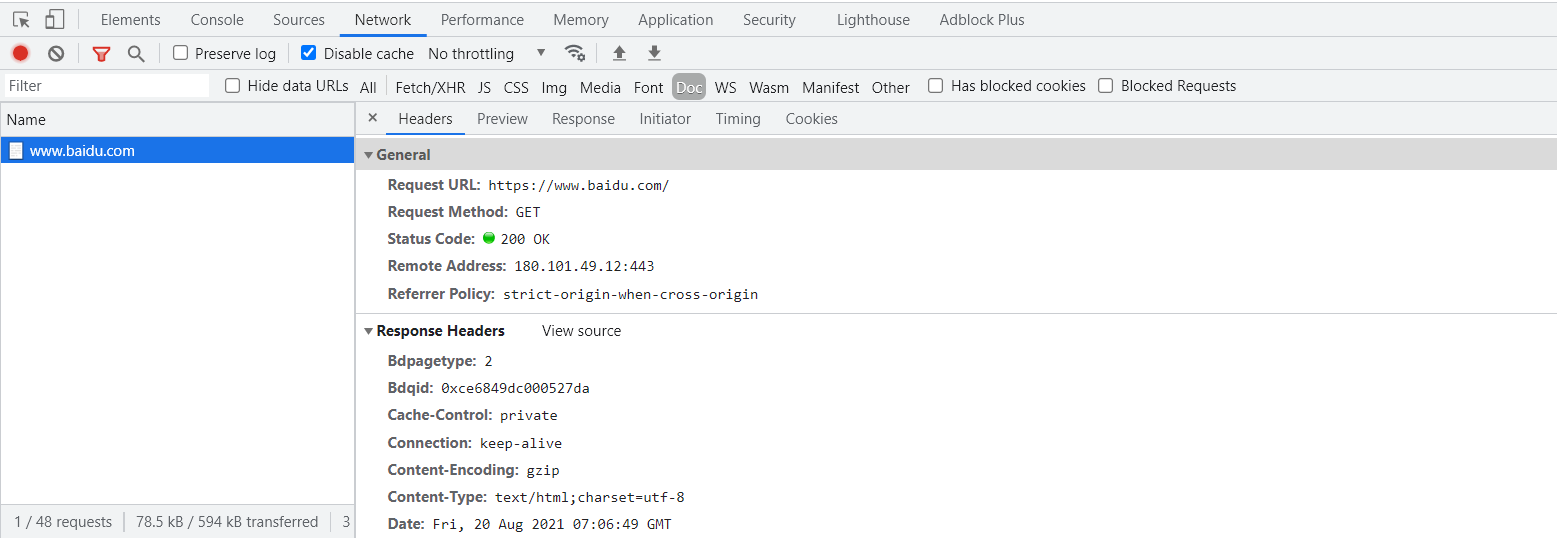 Elements Console Sources Network Performance Memory Application Security Lighthouse Adblock Plus
Preserve log Disable cache No throttling
Filter Hide data URLs All Fetch/XHR JS CSS Img Media Font Doc WS Wasm Manifest Other Has blocked cookies Blocked Requests
Name
× Headers Preview Response Initiator Timing Cookies
www.baidu.com
General
Request URL: https://www.baidu.com/
Request Method: GET
Status Code: 200 OK
Remote Address: 180.101.49.12:443
Referrer Policy: strict-origin-when-cross-origin
Response Headers View source
Bdpagetype: 2
Bdqid: 0xce6849dc000527da
Cache-Control: private
Connection: keep-alive
Content-Encoding: gzip
Content-Type: text/html;charset=utf-8
Date: Fri, 20 Aug 2021 07:06:49 GMT
1 / 48 requests 78.5 kB / 594 kB transferred 3